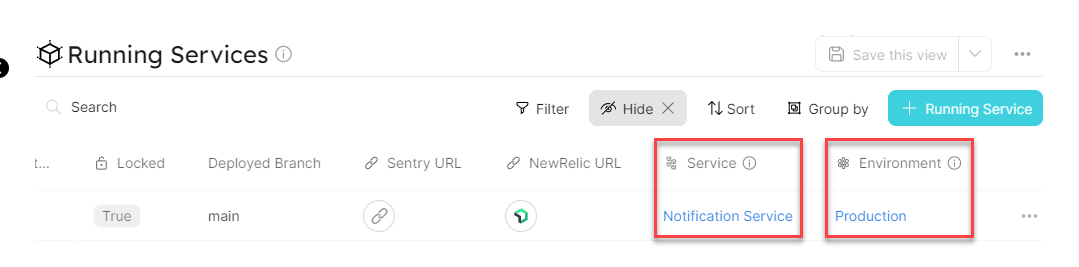 Running Services
Save this view
Search
Filter
Hide
Sort
Group by
Running Service
t...
Locked
Deployed Branch
Sentry URL
NewRelic URL
Service
Environment
True
main
Notification Service
Production